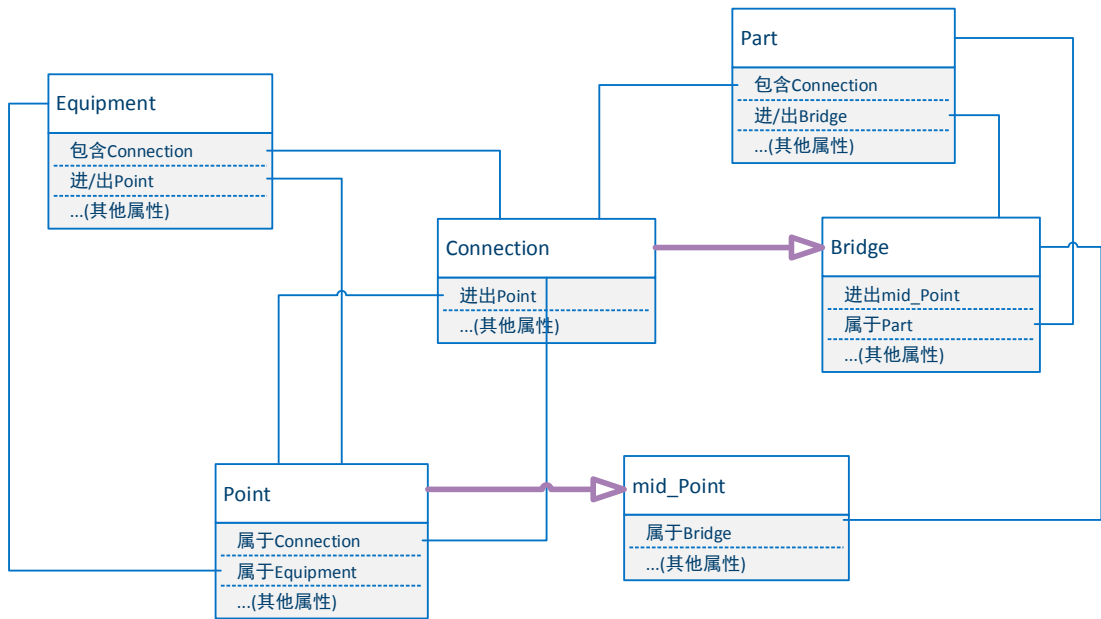 Part
包含Connection
进/出Bridge
...(其他属性)
Equipment
包含Connection
进/出Point
...(其他属性)
Connection
进出Point
...(其他属性)
Bridge
进出mid_Point
属于Part
...(其他属性)
Point
属于Connection
属于Equipment
...(其他属性)
mid_Point
属于Bridge
...(其他属性)